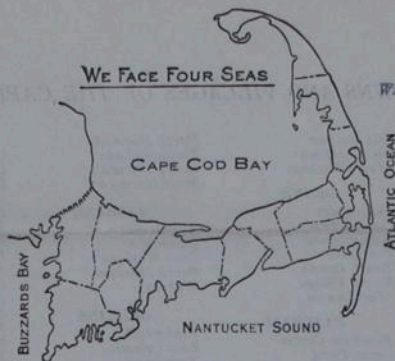 WE FACE FOUR SEAS
CAPE COD BAY
ATLANTIC OCEAN
BUZZARDS BAY
NANTUCKET SOUND